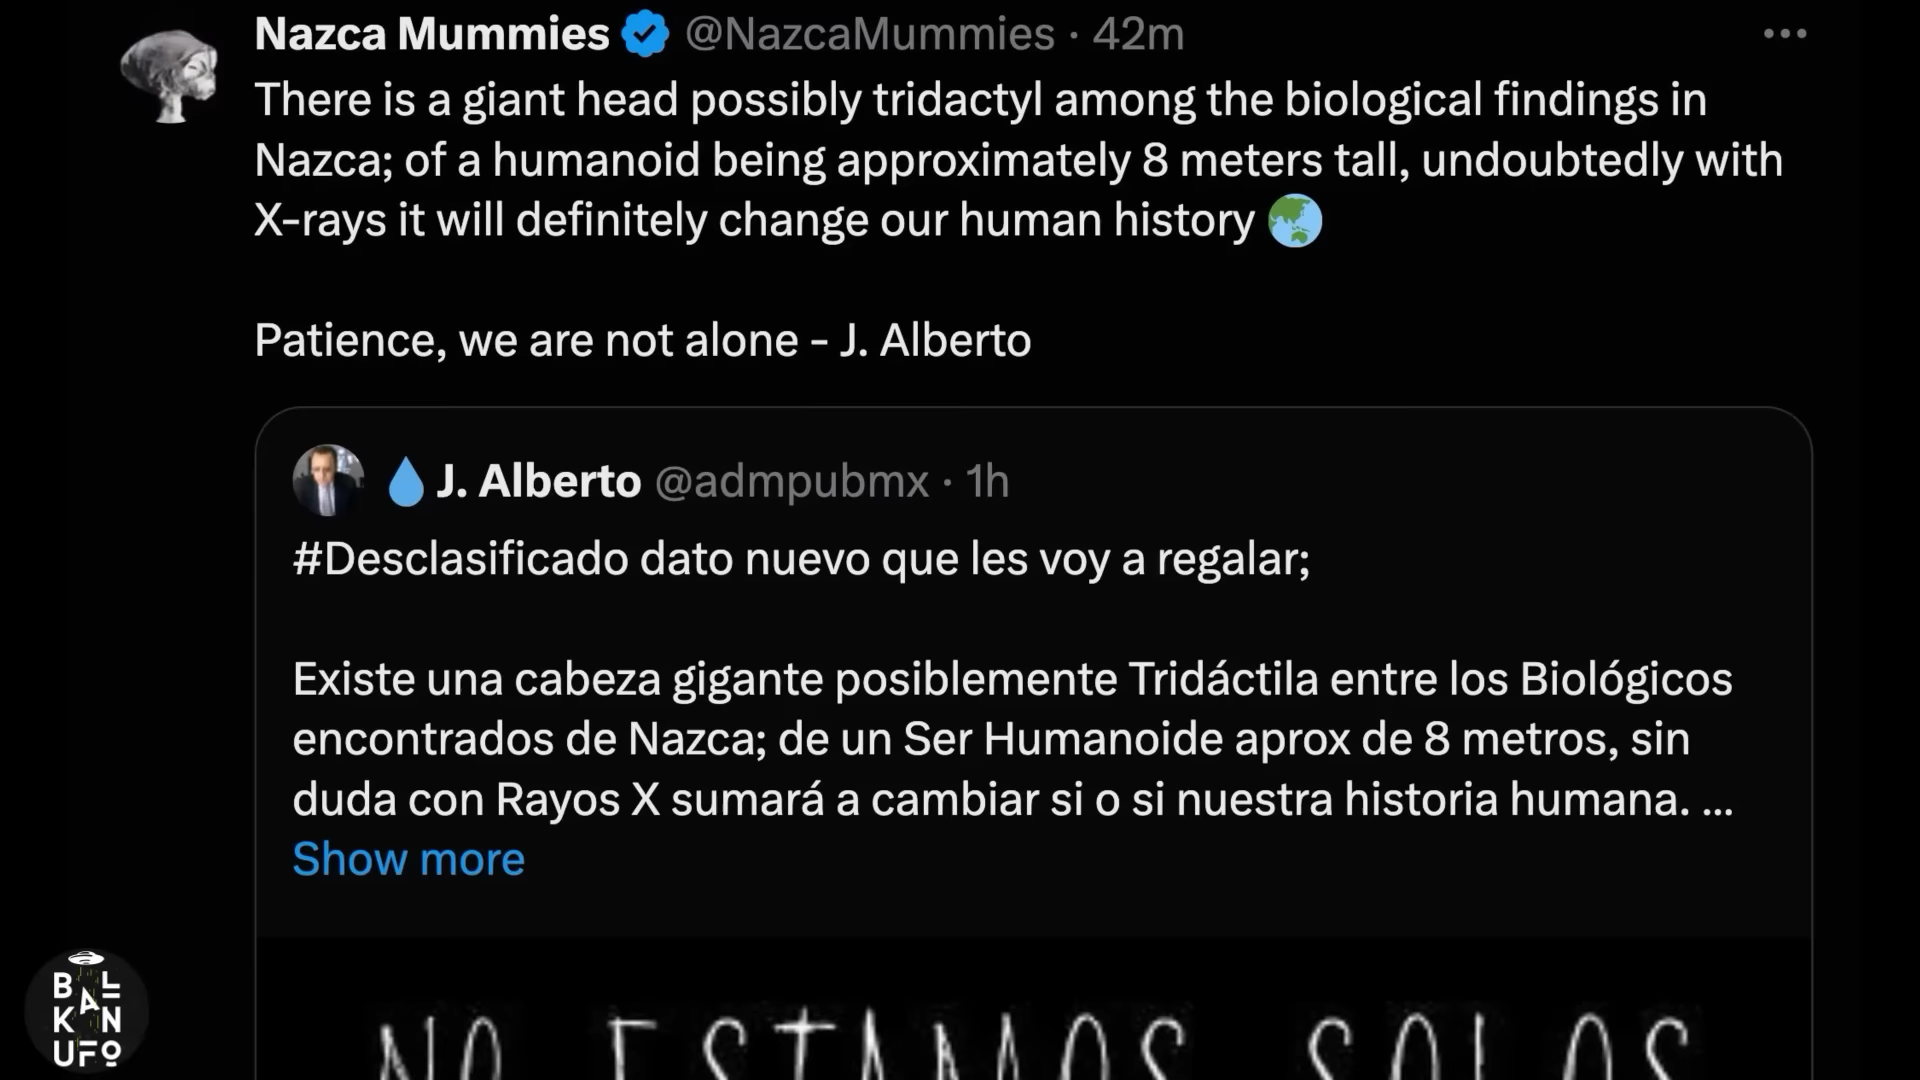 Nazca Mummies @NazcaMummies · 42m
There is a giant head possibly tridactyl among the biological findings in
Nazca; of a humanoid being approximately 8 meters tall, undoubtedly with
X-rays it will definitely change our human history 🌏
Patience, we are not alone - J. Alberto
💧 J. Alberto @admpubmx · 1h
#Desclasificado dato nuevo que les voy a regalar;
Existe una cabeza gigante posiblemente Tridáctila entre los Biológicos
encontrados de Nazca; de un Ser Humanoide aprox de 8 metros, sin
duda con Rayos X sumará a cambiar si o si nuestra historia humana. ...
Show more
NO ESTAMOS SOLOS
BAL
KAN
UFO